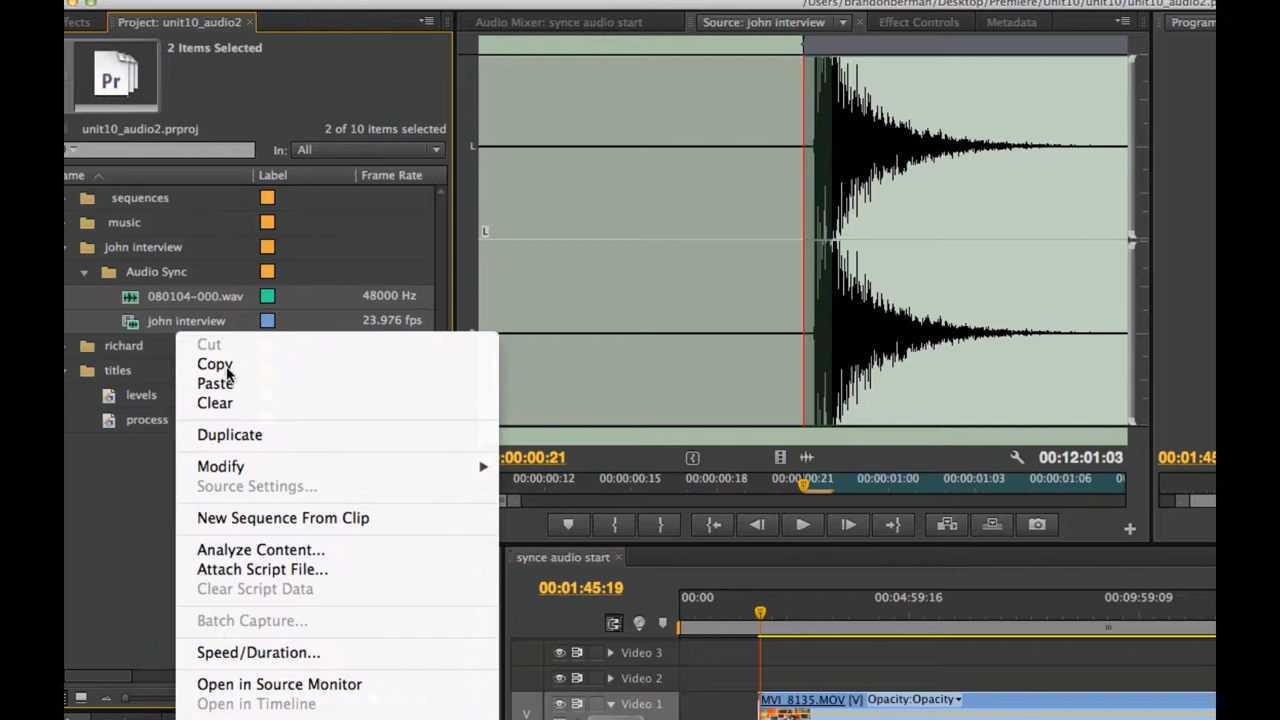 /Users/brandonberman/Desktop/Premiere/Unit10/unit10/unit10_audio2.p
fects
Project: unit10_audio2
Audio Mixer: synce audio start
Source: john interview
Effect Controls
Metadata
Program
2 Items Selected
Pr
unit10_audio2.prproj
2 of 10 items selected
In: All
ame
Label
Frame Rate
sequences
music
john interview
Audio Sync
080104-000.wav
48000 Hz
john interview
23.976 fps
richard
titles
levels
process
L
L
L
Cut
Copy
Paste
Clear
Duplicate
Modify
Source Settings...
New Sequence From Clip
Analyze Content...
Attach Script File...
Clear Script Data
Batch Capture...
Speed/Duration...
Open in Source Monitor
Open in Timeline
:00:00:21
00:12:01:03
00:01:45
00:00:00:12
00:00:00:15
00:00:00:21
00:00:01:00
00:00:01:03
00:00:01:06
synce audio start
00:01:45:19
00:00
00:04:59:16
00:09:59:09
Video 3
Video 2
V
Video 1
MVI_8135.MOV [V] Opacity:Opacity